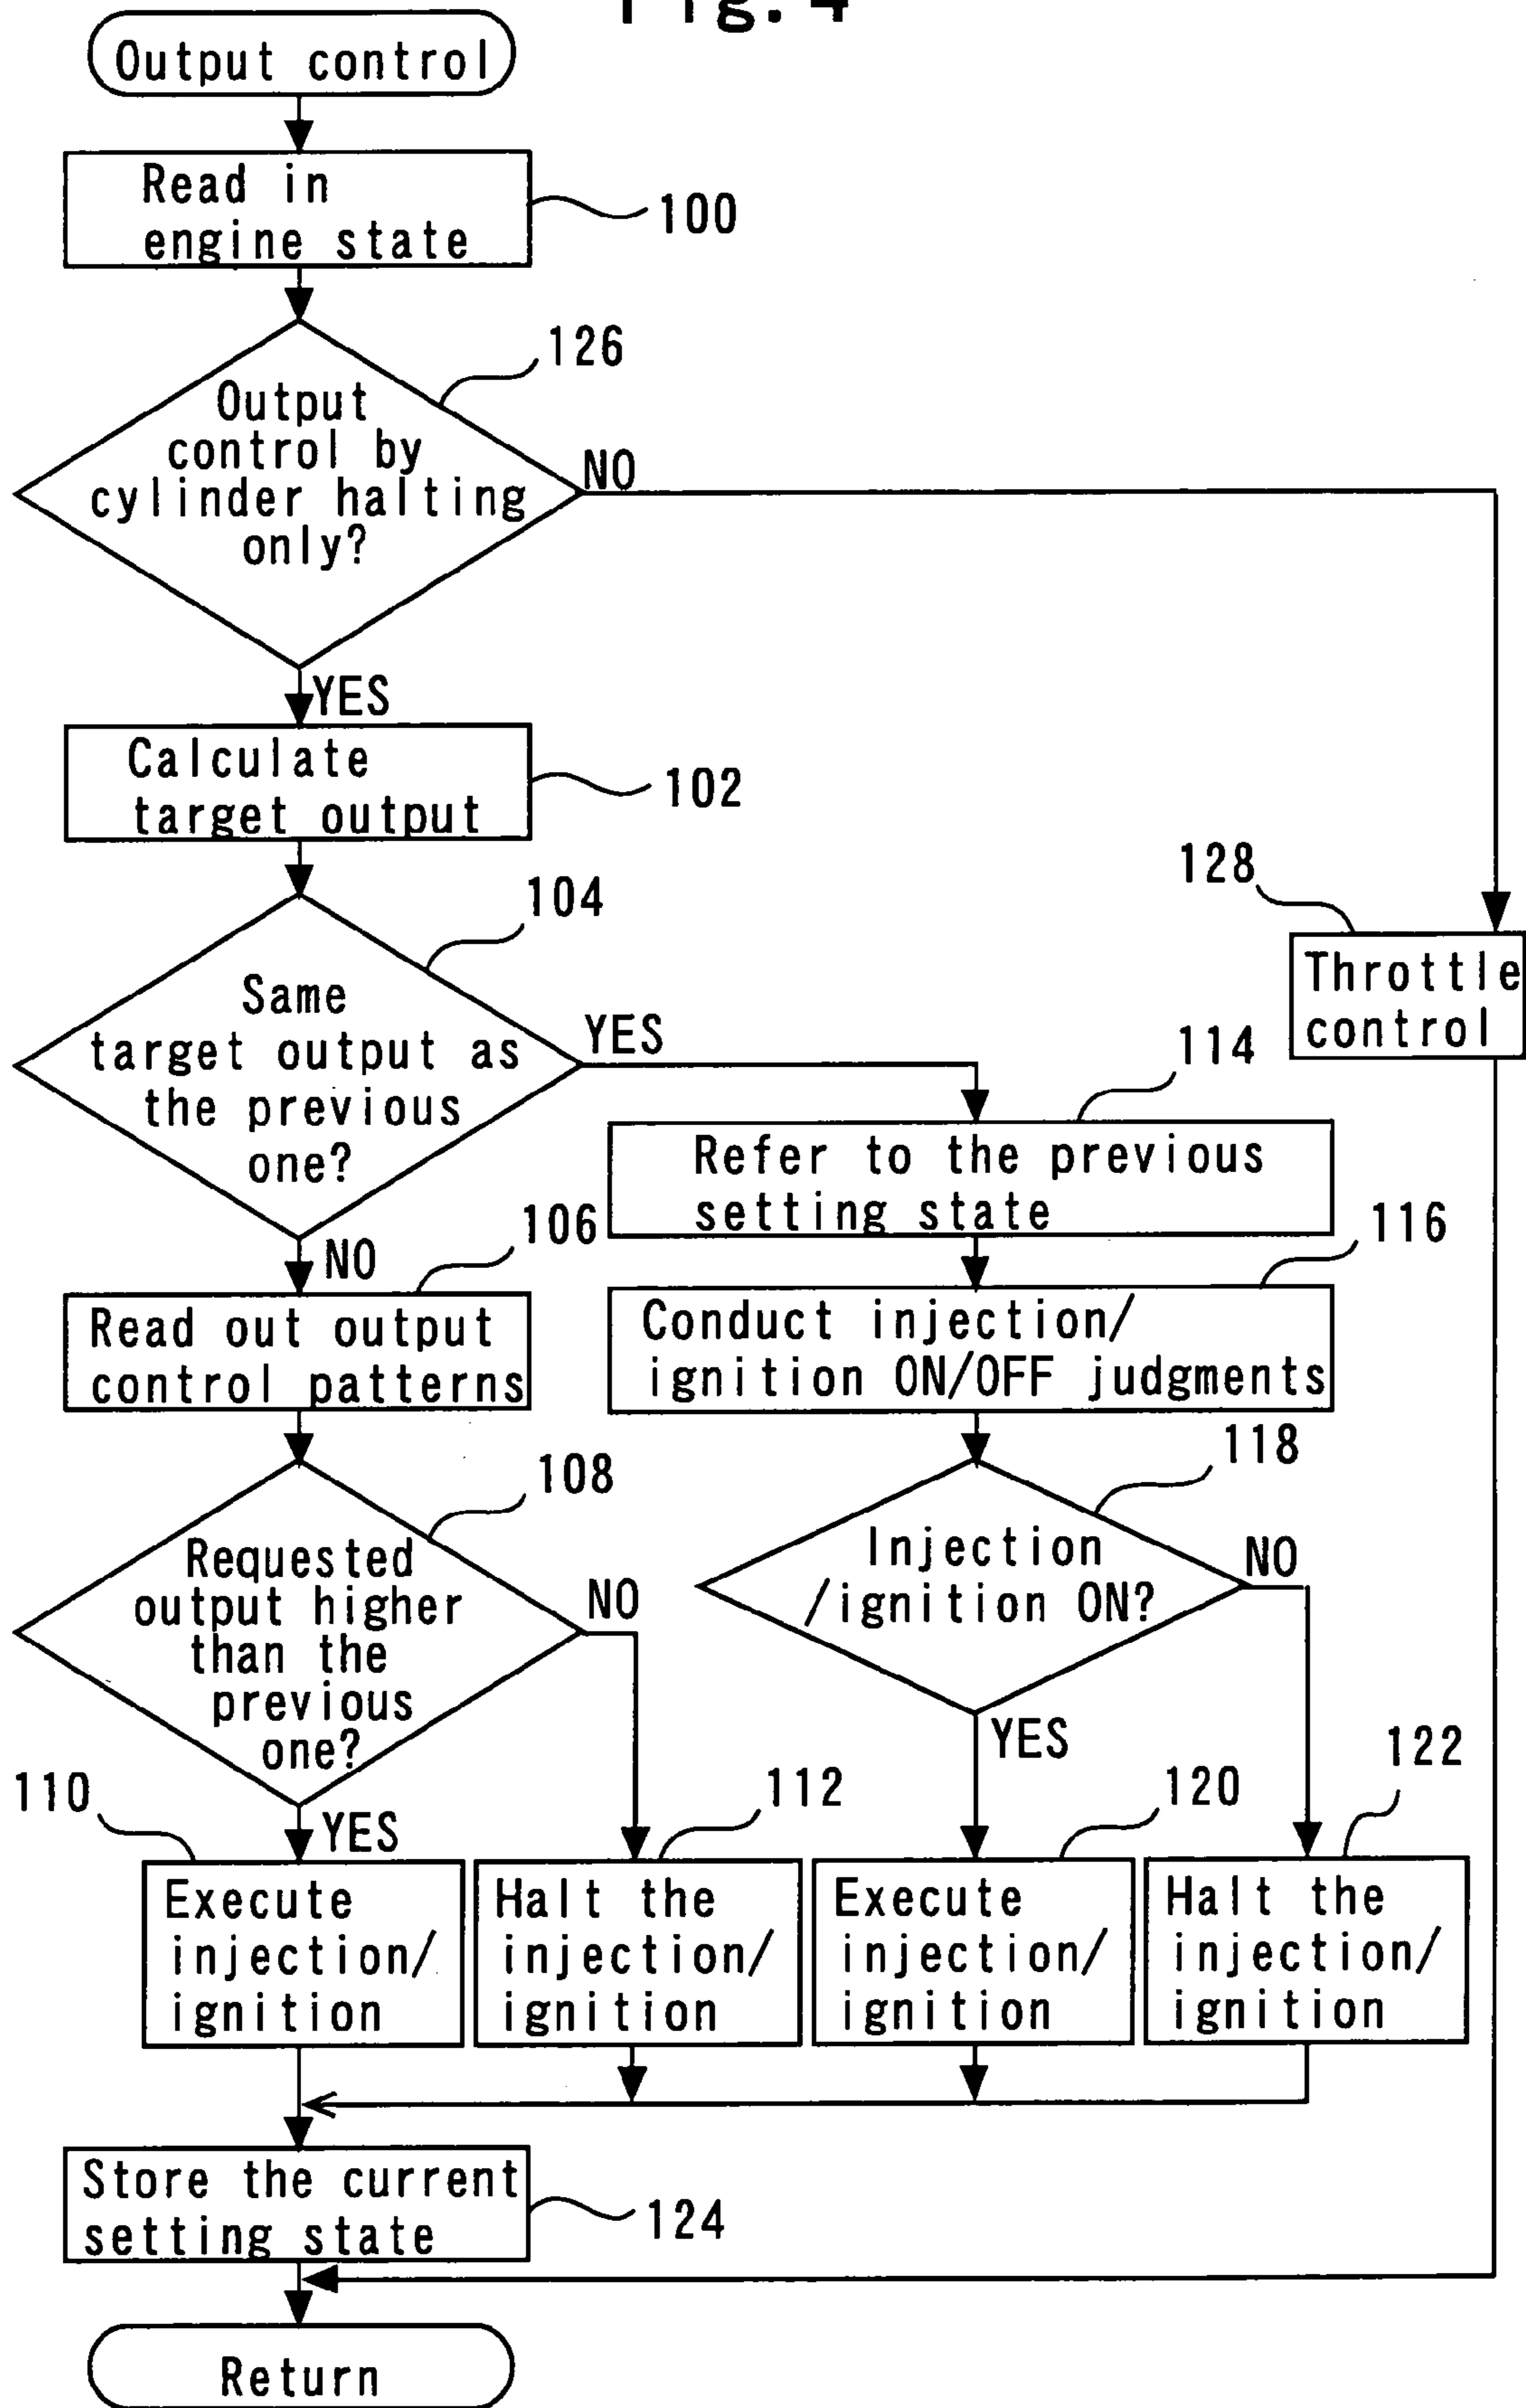 Fig. 4
Output control
Read in
engine state
100
126
Output
control by
cylinder halting
only?
NO
YES
Calculate
target output
102
104
128
Throttle
control
Same
target output as
the previous
one?
YES
114
Refer to the previous
setting state
106
NO
116
Read out output
control patterns
Conduct injection/
ignition ON/OFF judgments
118
108
Requested
output higher
than the
previous
one?
NO
Injection
/ignition ON?
NO
YES
110
YES
112
120
122
Execute
injection/
ignition
Halt the
injection/
ignition
Execute
injection/
ignition
Halt the
injection/
ignition
Store the current
setting state
124
Return